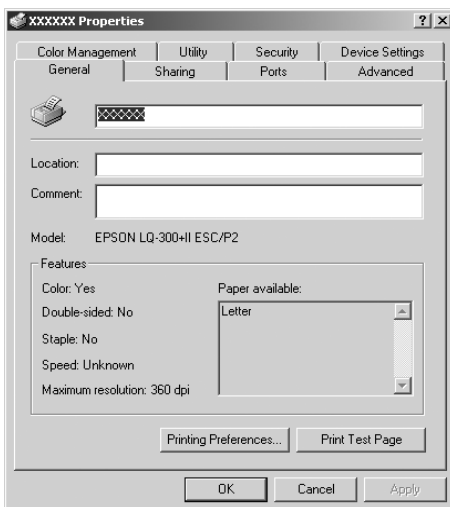 XXXXXX Properties
Color Management Utility Security Device Settings
General Sharing Ports Advanced
XXXXXX
Location:
Comment:
Model: EPSON LQ-300+II ESC/P2
Features
Color: Yes Paper available:
Double-sided: No Letter
Staple: No
Speed: Unknown
Maximum resolution: 360 dpi
Printing Preferences... Print Test Page
OK Cancel Apply